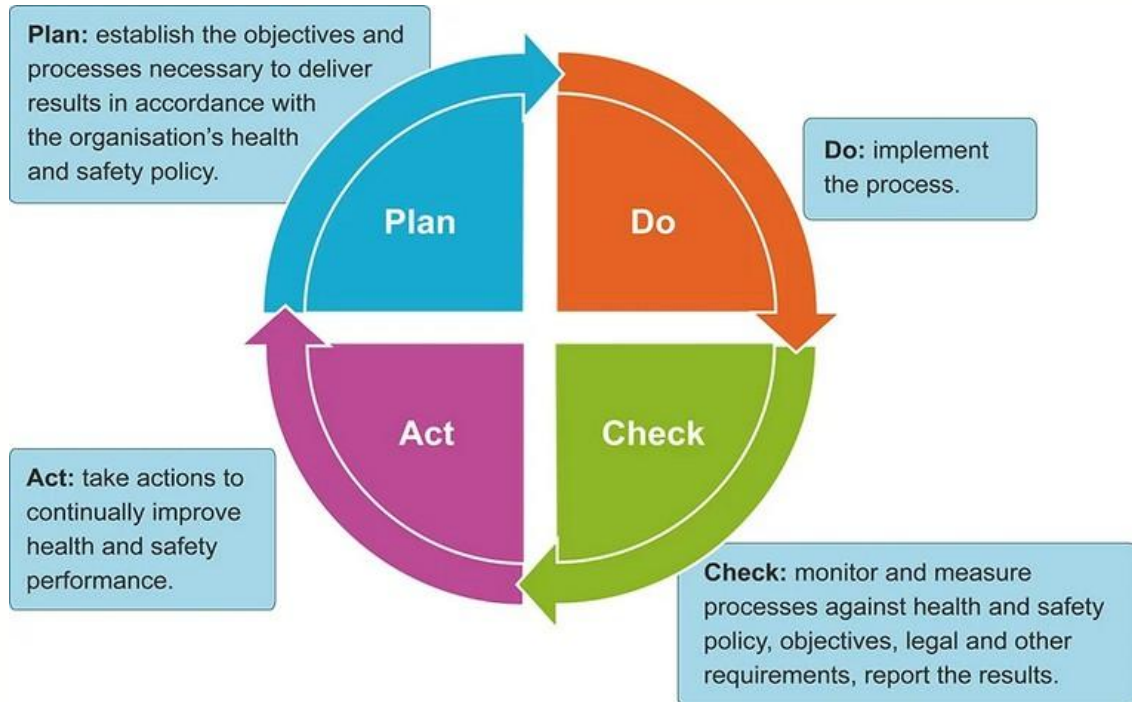 Plan: establish the objectives and
processes necessary to deliver
results in accordance with
the organisation’s health
and safety policy.
Plan
Do
Do: implement
the process.
Act
Check
Act: take actions to
continually improve
health and safety
performance.
Check: monitor and measure
processes against health and safety
policy, objectives, legal and other
requirements, report the results.